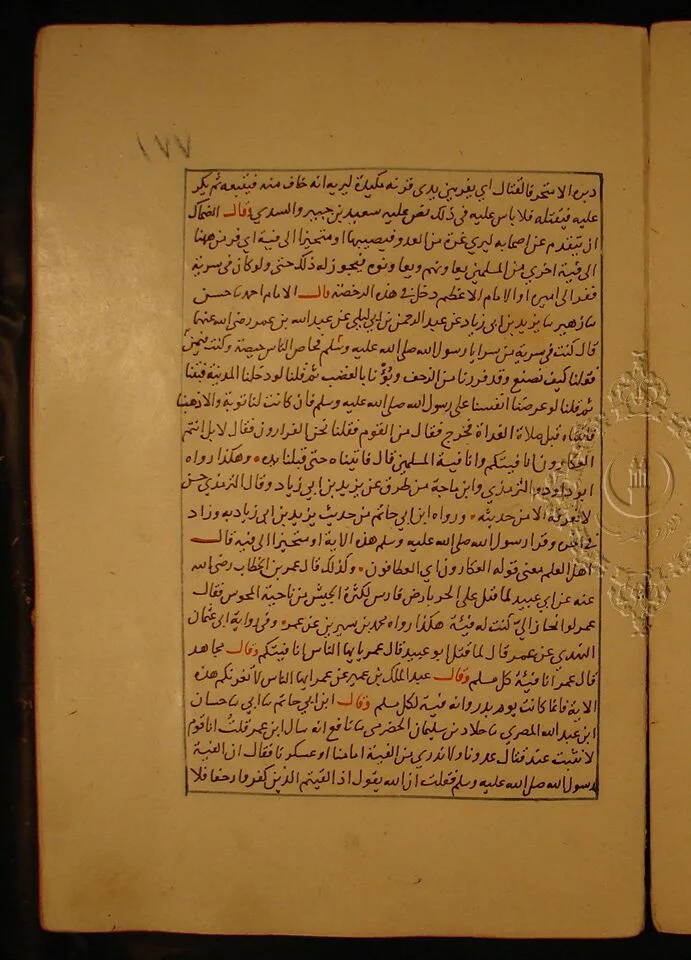 ١٧٧
دبره الا متحرفا لقتال اي يفر بين يدي قرنه مكيدة ليريه انه خاف منه فيتبعه ثم يكر
عليه فيقتله فلا باس عليه في ذلك نص عليه سعيد بن جبير والسدي وقال الضحاك
ان يتقدم عن اصحابه ليرى غرة من العدو فيصيبها او متحيزا الى فئة اي فر من ههنا
الى فئة اخرى من المسلمين يعاونهم ويعاونوه فيجوز له ذلك حتى ولو كان في سرية
ففر الى اميره او الامام الاعظم دخل في هذه الرخصة قال الامام احمد ثنا حسن
ثنا زهير ثنا يزيد بن ابي زياد عن عبد الرحمن بن ابي ليلى عن عبد الله بن عمر رضي الله عنهما
قال كنت في سرية من سرايا رسول الله صلى الله عليه وسلم فحاص الناس حيصة وكنت فيمن
فقلنا كيف نصنع وقد فررنا من الزحف وبؤنا بالغضب ثم قلنا لو دخلنا المدينة فبتنا
ثم قلنا لو عرضنا انفسنا على رسول الله صلى الله عليه وسلم فان كانت لنا توبة والا ذهبنا
فاتيناه قبل صلاة الغداة فخرج فقال من القوم فقلنا نحن الفرارون فقال لا بل انتم
العكارون انا فيتكم وانا فية المسلمين قال فاتيناه حتى قبلنا يده وهكذا رواه
ابو داود والترمذي وابن ماجة من طرق عن يزيد بن ابي زياد وقال الترمذي حسن
لا نعرفه الا من حديثه ورواه ابن ابي حاتم من حديث يزيد بن ابي زياد به وزاد
في اخره وقرا رسول الله صلى الله عليه وسلم هذه الاية او متحيزا الى فية قال
اهل العلم معنى قوله العكارون اي العطافون وكذلك قال عمر بن الخطاب رضي الله
عنه عن ابي عبيد لما قتل على الجسر بارض فارس لكثرة الجيش من ناحية المجوس فقال
عمر لو انحاز الي كنت له فيئة هكذا رواه محمد بن سيرين عن عمر وفي رواية ابي عثمان
النهدي عن عمر قال لما قتل ابو عبيد قال عمر يايها الناس انا فيتكم وقال مجاهد
قال عمر انا فيئة كل مسلم وقال عبد الملك بن عمير عن عمر ايها الناس لا تغرنكم هذه
الاية فانما كانت يوم بدر وانه فية لكل مسلم وقال ابن ابي حاتم ثنا ابي ثنا حسان
ابن عبد الله المصري ثنا خلاد بن سليمان الحضرمي ثنا نافع انه سال ابن عمر قلت انا قوم
لا نثبت عند قتال عدونا ولا ندري من الفية امامنا او عسكرنا فقال ان الفية
رسول الله صلى الله عليه وسلم فقلت ان الله يقول اذا لقيتم الذين كفروا زحفا فلا